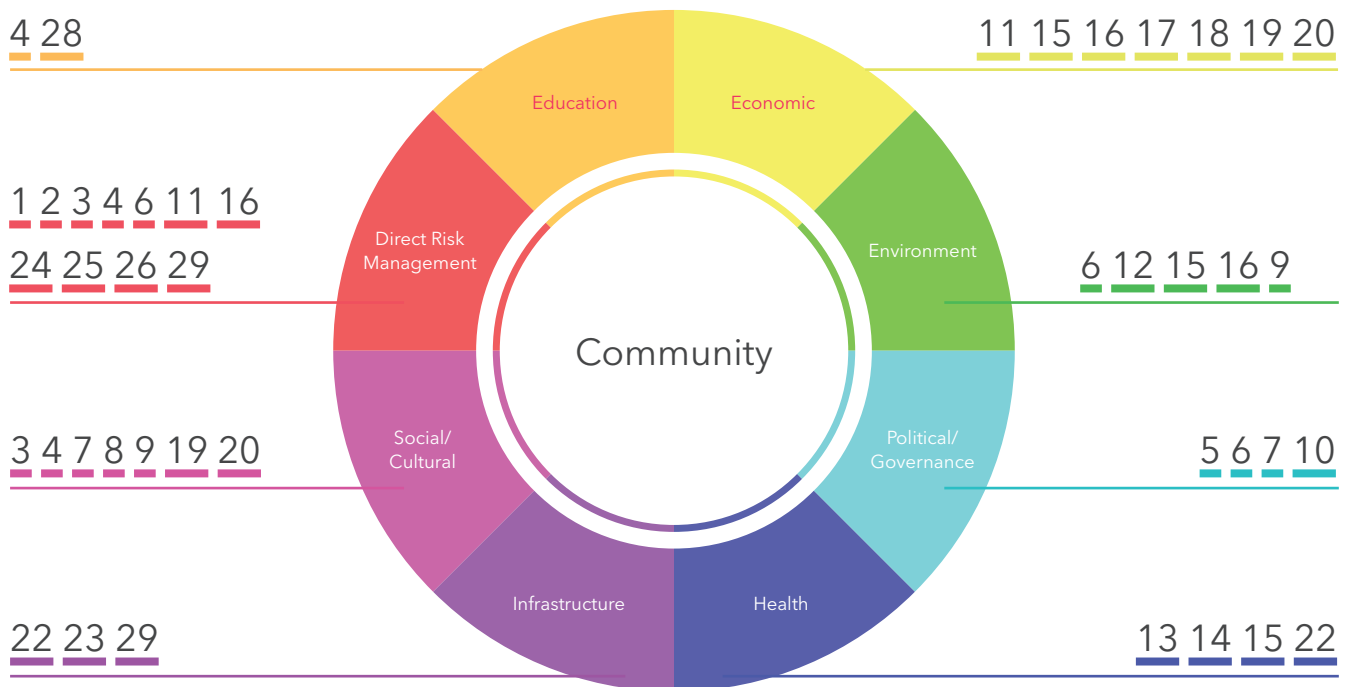 4 28
11 15 16 17 18 19 20
Education
Economic
1 2 3 4 6 11 16
24 25 26 29
Direct Risk
Management
Environment
6 12 15 16 9
Community
3 4 7 8 9 19 20
Social/
Cultural
Political/
Governance
5 6 7 10
Infrastructure
Health
22 23 29
13 14 15 22